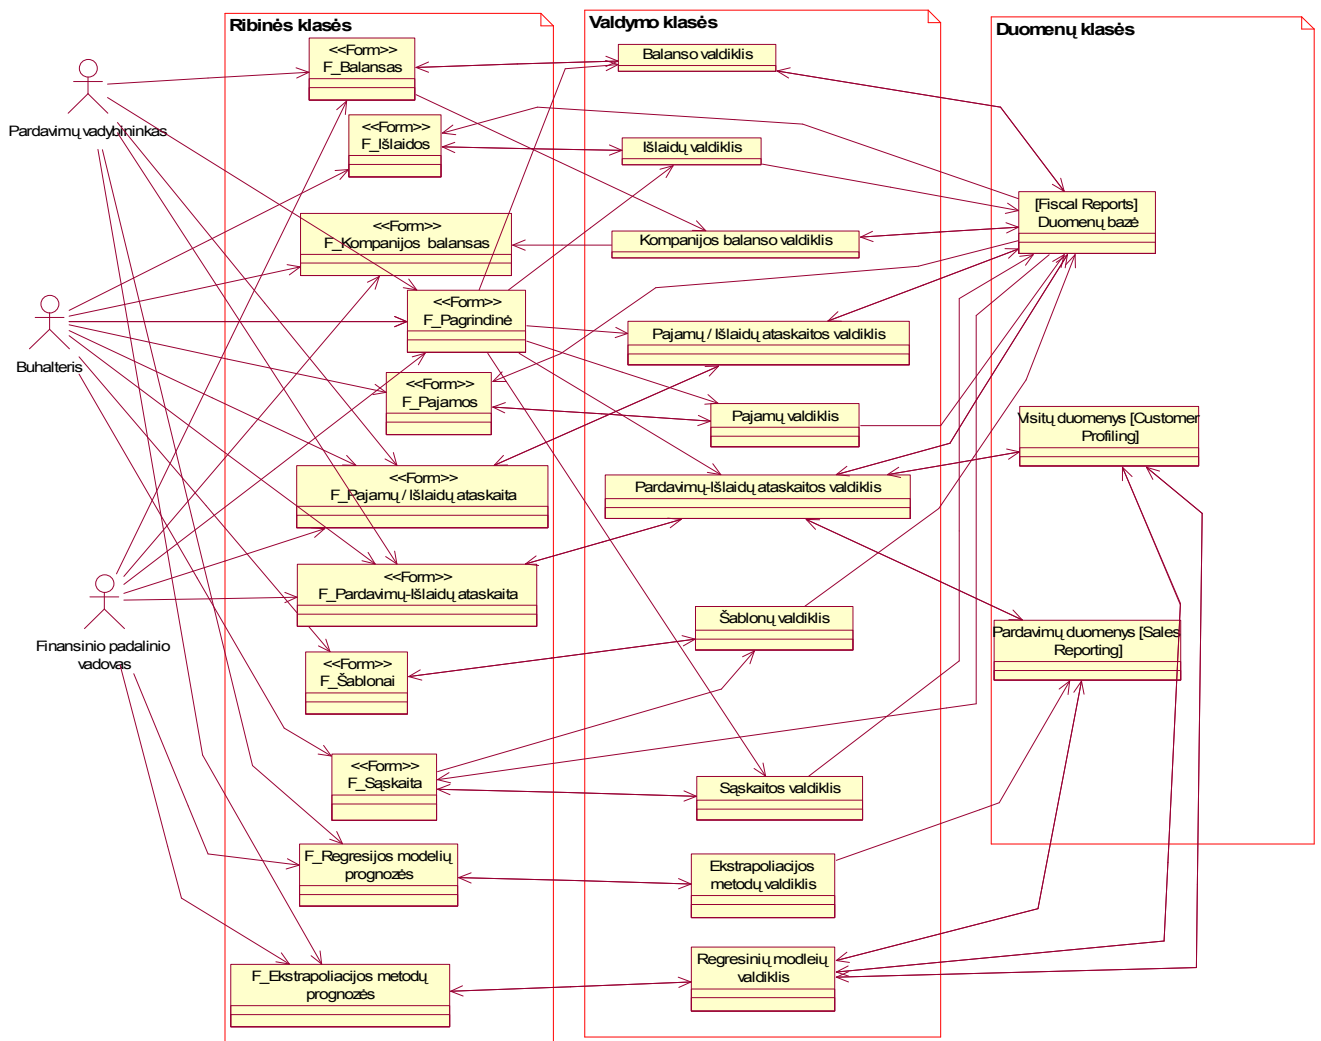 Ribinės klasės
Valdymo klasės
Duomenų klasės
Pardavimų vadybininkas
Buhalteris
Finansinio padalinio
vadovas
<<Form>>
F_Balansas
<<Form>>
F_Išlaidos
<<Form>>
F_Kompanijos balansas
<<Form>>
F_Pagrindinė
<<Form>>
F_Pajamos
<<Form>>
F_Pajamų / Išlaidų ataskaita
<<Form>>
F_Pardavimų-Išlaidų ataskaita
<<Form>>
F_Šablonai
<<Form>>
F_Sąskaita
F_Regresijos modelių
prognozės
F_Ekstrapoliacijos metodų
prognozės
Balanso valdiklis
Išlaidų valdiklis
Kompanijos balanso valdiklis
Pajamų / Išlaidų ataskaitos valdiklis
Pajamų valdiklis
Pardavimų-Išlaidų ataskaitos valdiklis
Šablonų valdiklis
Sąskaitos valdiklis
Ekstrapoliacijos
metodų valdiklis
Regresinių modleių
valdiklis
[Fiscal Reports]
Duomenų bazė
Visitų duomenys [Customer
Profiling]
Pardavimų duomenys [Sales
Reporting]